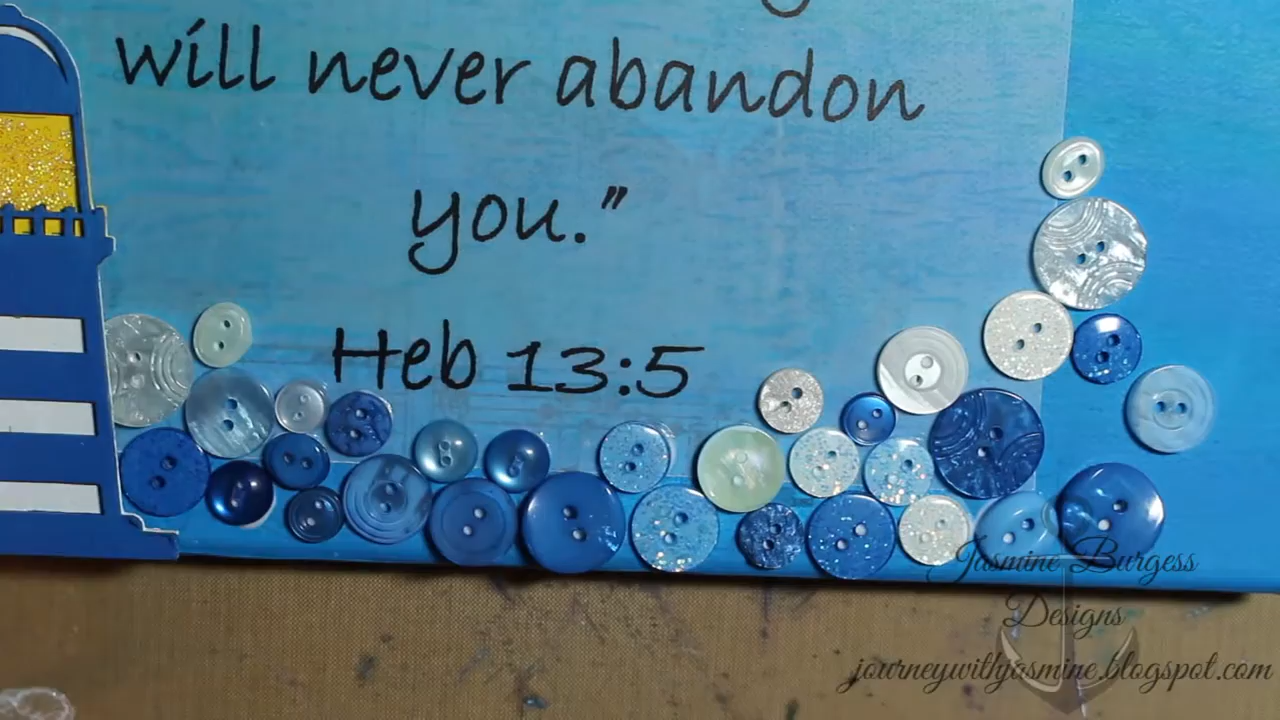 will never abandon
you.”
Heb 13:5
Jasmine Burgess
Designs
journeywithjasmine.blogspot.com